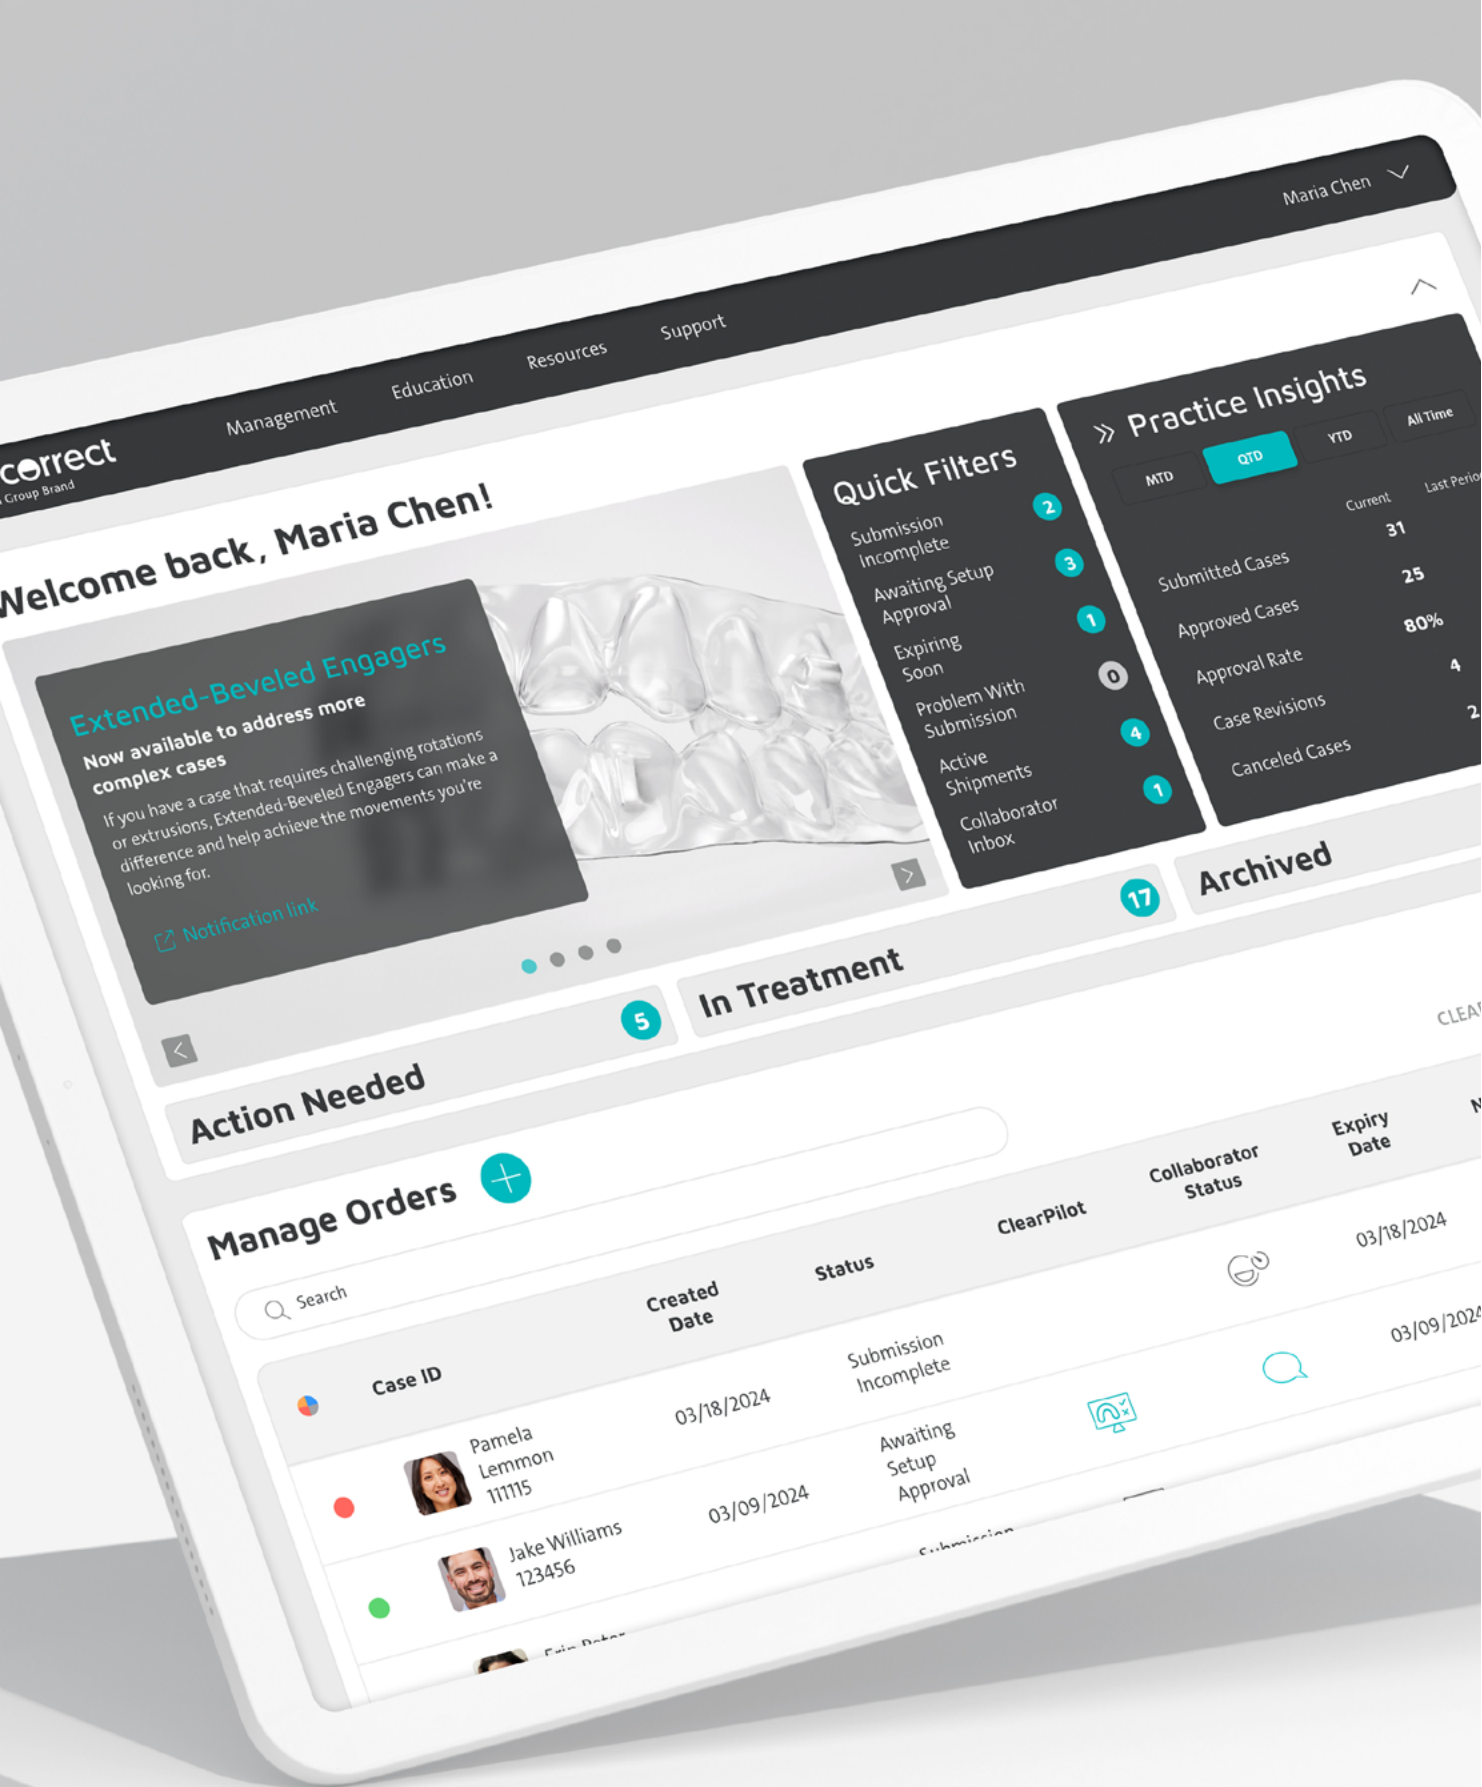 Maria Chen
Management
Education
Resources
Support
correct
Group Brand
Welcome back, Maria Chen!
Extended-Beveled Engagers
Now available to address more
complex cases
If you have a case that requires challenging rotations
or extrusions, Extended-Beveled Engagers can make a
difference and help achieve the movements you're
looking for.
Notification link
Quick Filters
Submission
Incomplete
2
Awaiting Setup
Approval
3
Expiring
Soon
1
Problem With
Submission
0
Active
Shipments
4
Collaborator
Inbox
1
Practice Insights
MTD
QTD
YTD
All Time
Current
Last Perio
Submitted Cases
31
Approved Cases
25
Approval Rate
80%
Case Revisions
4
Canceled Cases
2
Action Needed
5
In Treatment
17
Archived
Manage Orders
Search
CLEA
Case ID
Created
Date
Status
ClearPilot
Collaborator
Status
Expiry
Date
Pamela
Lemmon
111115
03/18/2024
Submission
Incomplete
03/18/2024
Jake Williams
123456
03/09/2024
Awaiting
Setup
Approval
03/09/2024
Submission